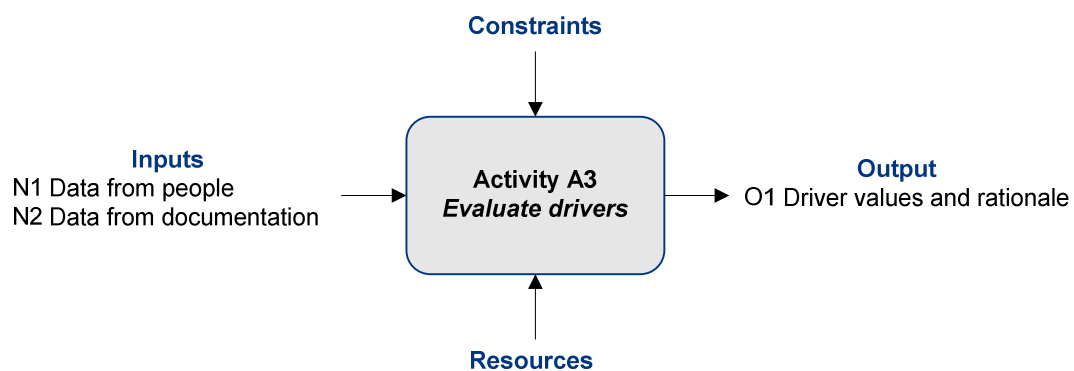 Constraints
Inputs
N1 Data from people
N2 Data from documentation
Activity A3
Evaluate drivers
Output
O1 Driver values and rationale
Resources